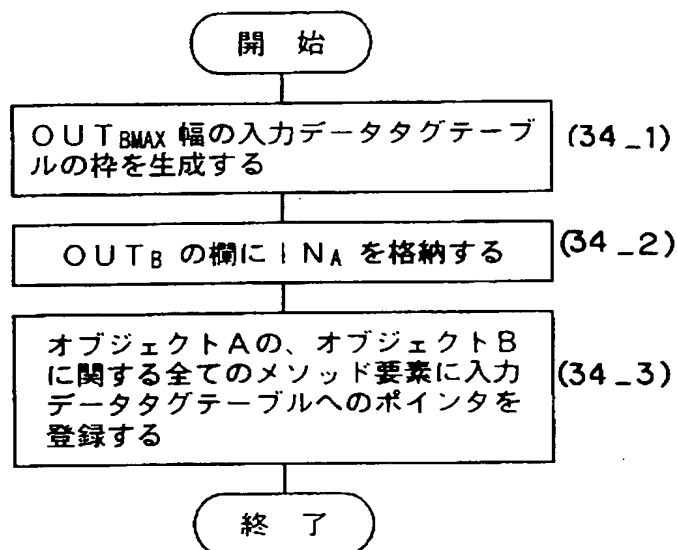 開 始
OUTBMAX 幅の入力データタグテーブ (34_1)
ルの枠を生成する
OUTB の欄にINA を格納する (34_2)
オブジェクトAの、オブジェクトB
に関する全てのメソッド要素に入力 (34_3)
データタグテーブルへのポインタを
登録する
終 了